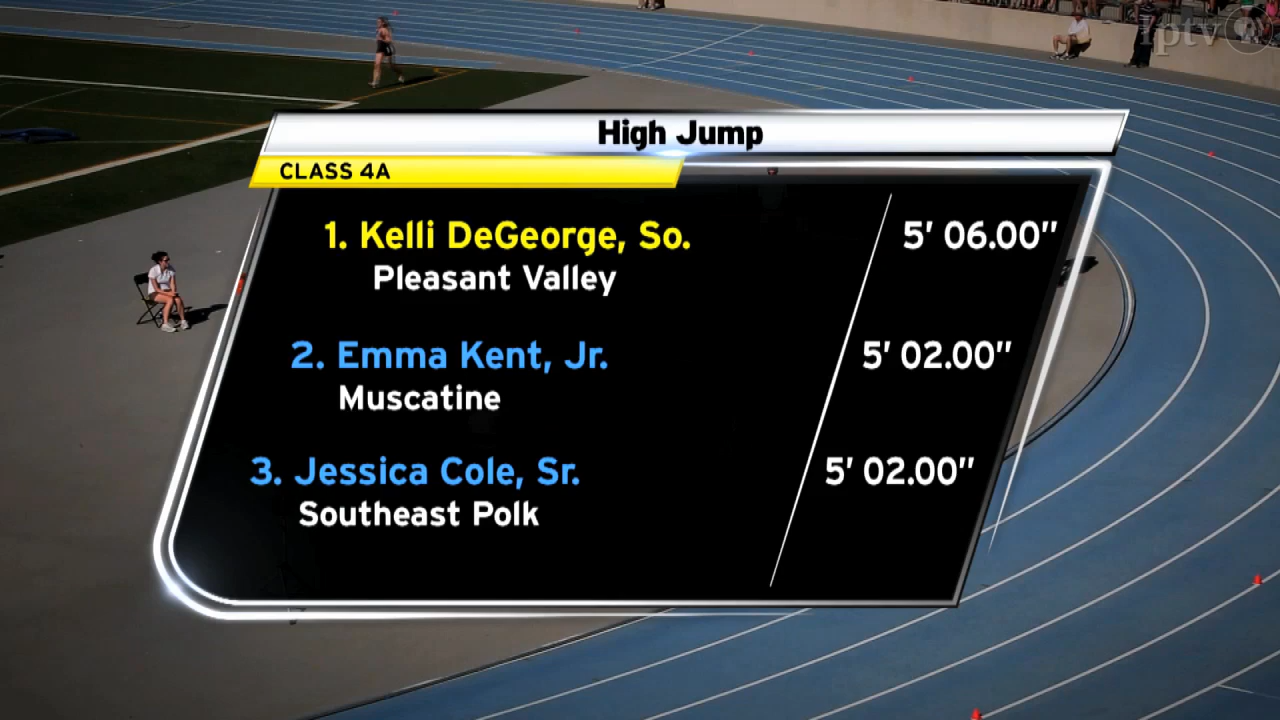 iptv
High Jump
CLASS 4A
1. Kelli DeGeorge, So. 5' 06.00"
Pleasant Valley
2. Emma Kent, Jr. 5' 02.00"
Muscatine
3. Jessica Cole, Sr. 5' 02.00"
Southeast Polk